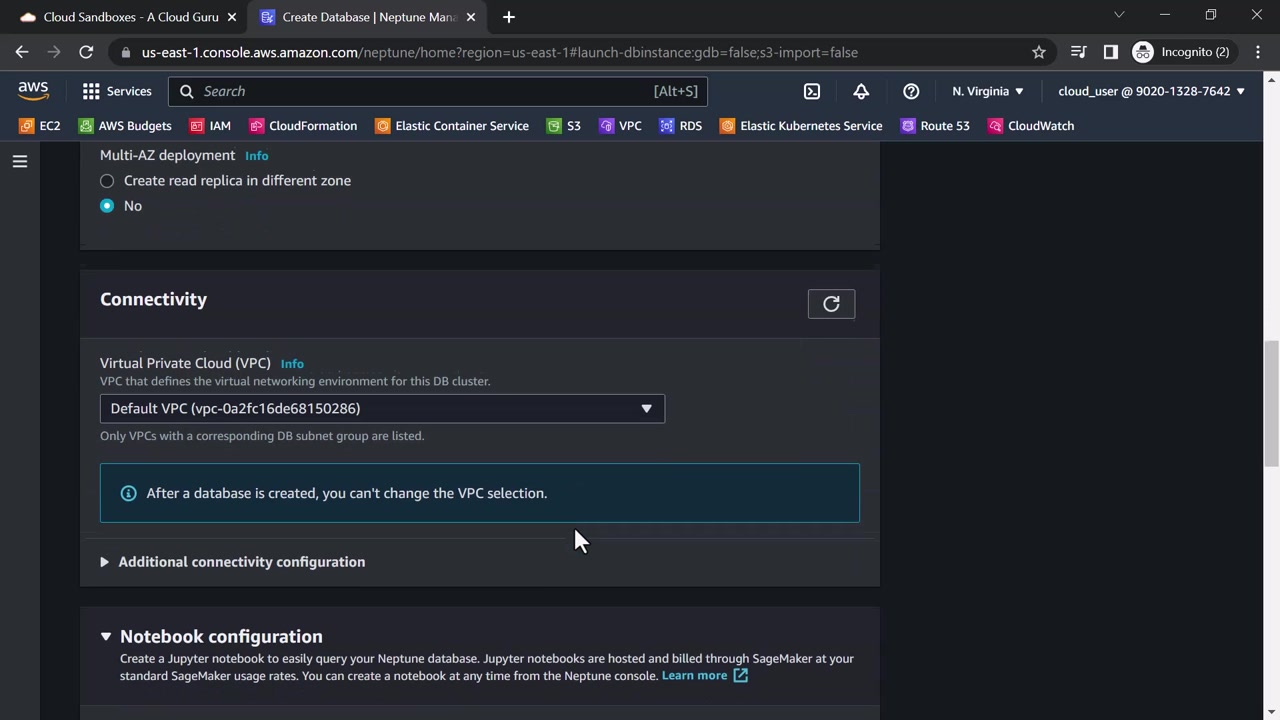 Cloud Sandboxes - A Cloud Guru
Create Database | Neptune Mana
us-east-1.console.aws.amazon.com/neptune/home?region=us-east-1#launch-dbinstance:gdb=false;s3-import=false
Incognito (2)
aws
Services
Search
[Alt+S]
N. Virginia
cloud_user @ 9020-1328-7642
EC2
AWS Budgets
IAM
CloudFormation
Elastic Container Service
S3
VPC
RDS
Elastic Kubernetes Service
Route 53
CloudWatch
Multi-AZ deployment Info
Create read replica in different zone
No
Connectivity
Virtual Private Cloud (VPC) Info
VPC that defines the virtual networking environment for this DB cluster.
Default VPC (vpc-0a2fc16de68150286)
Only VPCs with a corresponding DB subnet group are listed.
After a database is created, you can't change the VPC selection.
Additional connectivity configuration
Notebook configuration
Create a Jupyter notebook to easily query your Neptune database. Jupyter notebooks are hosted and billed through SageMaker at your
standard SageMaker usage rates. You can create a notebook at any time from the Neptune console. Learn more